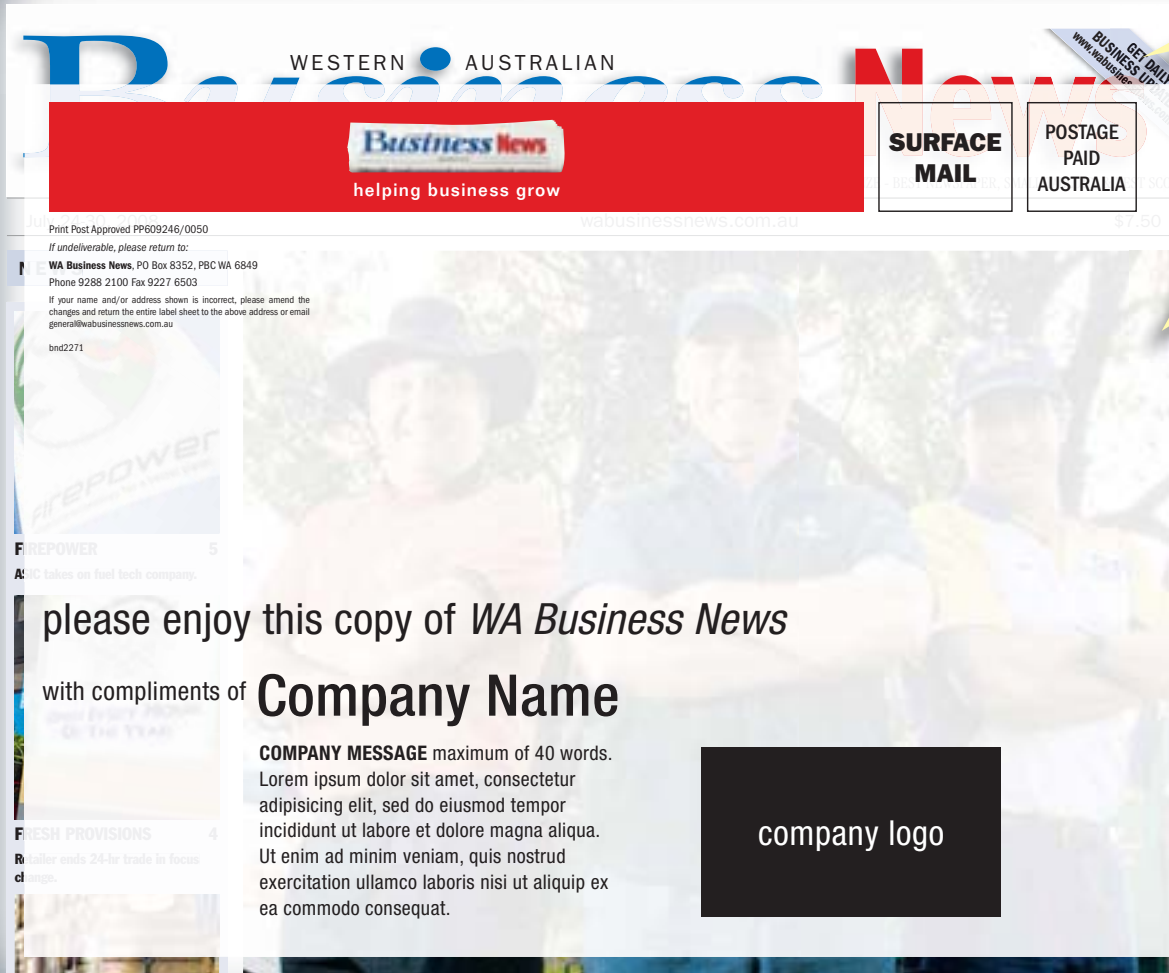 WESTERN AUSTRALIAN
Business News
GET DAILY
BUSINESS
Business News
helping business grow
SURFACE
MAIL
POSTAGE
PAID
AUSTRALIA
July 24-30, 2008 wabusinessnews.com.au $7.50
Print Post Approved PP609246/0050
If undeliverable, please return to:
WA Business News, PO Box 8352, PBC WA 6849
Phone 9288 2100 Fax 9227 6503
If your name and/or address shown is incorrect, please amend the
changes and return the entire label sheet to the above address or email
general@wabusinessnews.com.au
bnd2271
FIREPOWER
FIREPOWER 5
ASIC takes on fuel tech company.
please enjoy this copy of WA Business News
with compliments of Company Name
COMPANY MESSAGE maximum of 40 words.
Lorem ipsum dolor sit amet, consectetur
adipisicing elit, sed do eiusmod tempor
incididunt ut labore et dolore magna aliqua.
Ut enim ad minim veniam, quis nostrud
exercitation ullamco laboris nisi ut aliquip ex
ea commodo consequat.
company logo
FRESH PROVISIONS 4
Retailer ends 24-hr trade in focus
change.